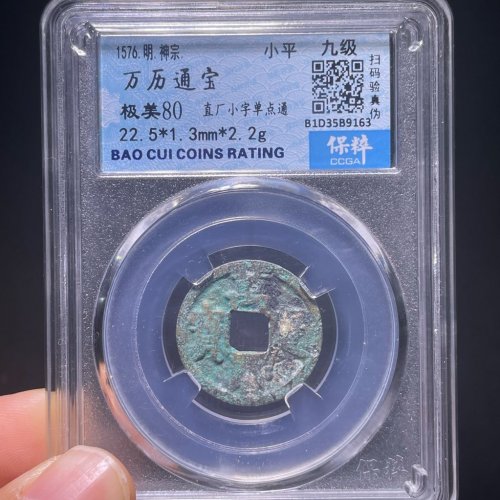 1576.明.神宗 小平 九级
万历通宝
极美80 直厂小字单点通
22.5*1.3mm*2.2g
BAO CUI COINS RATING
扫码验真伪
B1D35B9163
保粹
CCGA
保粹